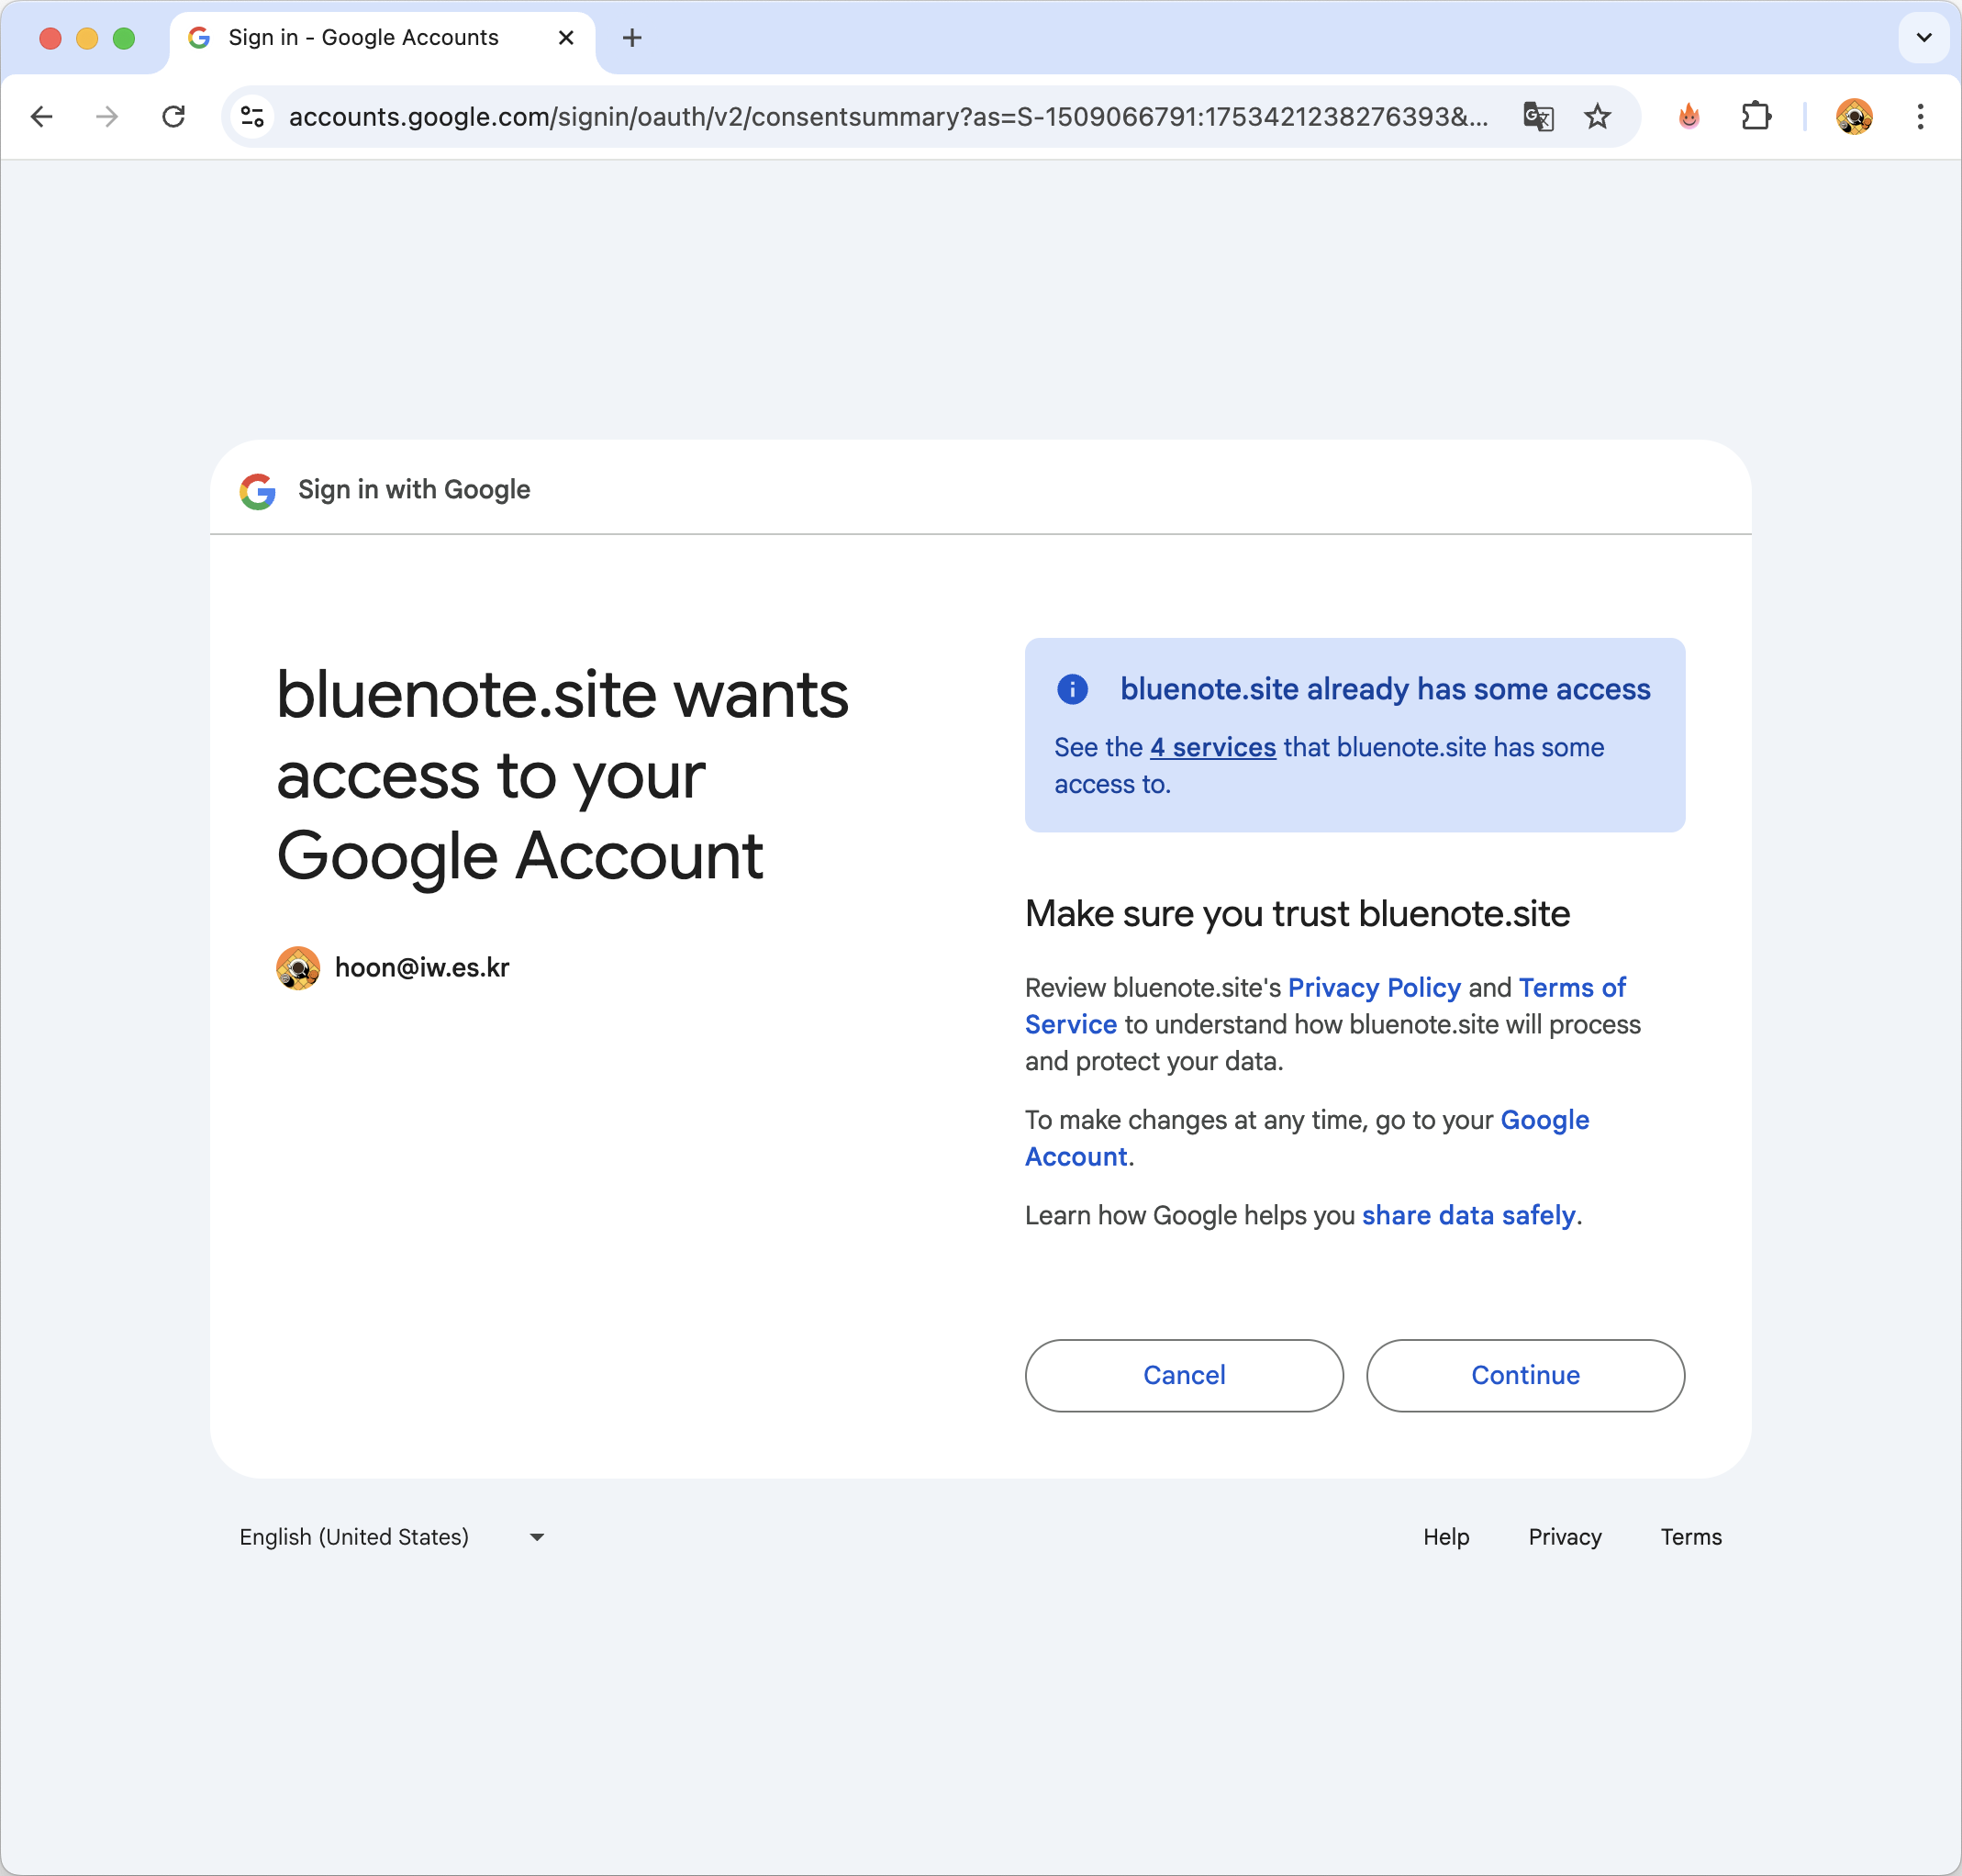 Sign in - Google Accounts
accounts.google.com/signin/oauth/v2/consentsummary?as=S-1509066791:1753421238276393&...
Sign in with Google
bluenote.site wants
access to your
Google Account
hoon@iw.es.kr
bluenote.site already has some access
See the 4 services that bluenote.site has some
access to.
Make sure you trust bluenote.site
Review bluenote.site's Privacy Policy and Terms of
Service to understand how bluenote.site will process
and protect your data.
To make changes at any time, go to your Google
Account.
Learn how Google helps you share data safely.
Cancel
Continue
English (United States)
Help
Privacy
Terms